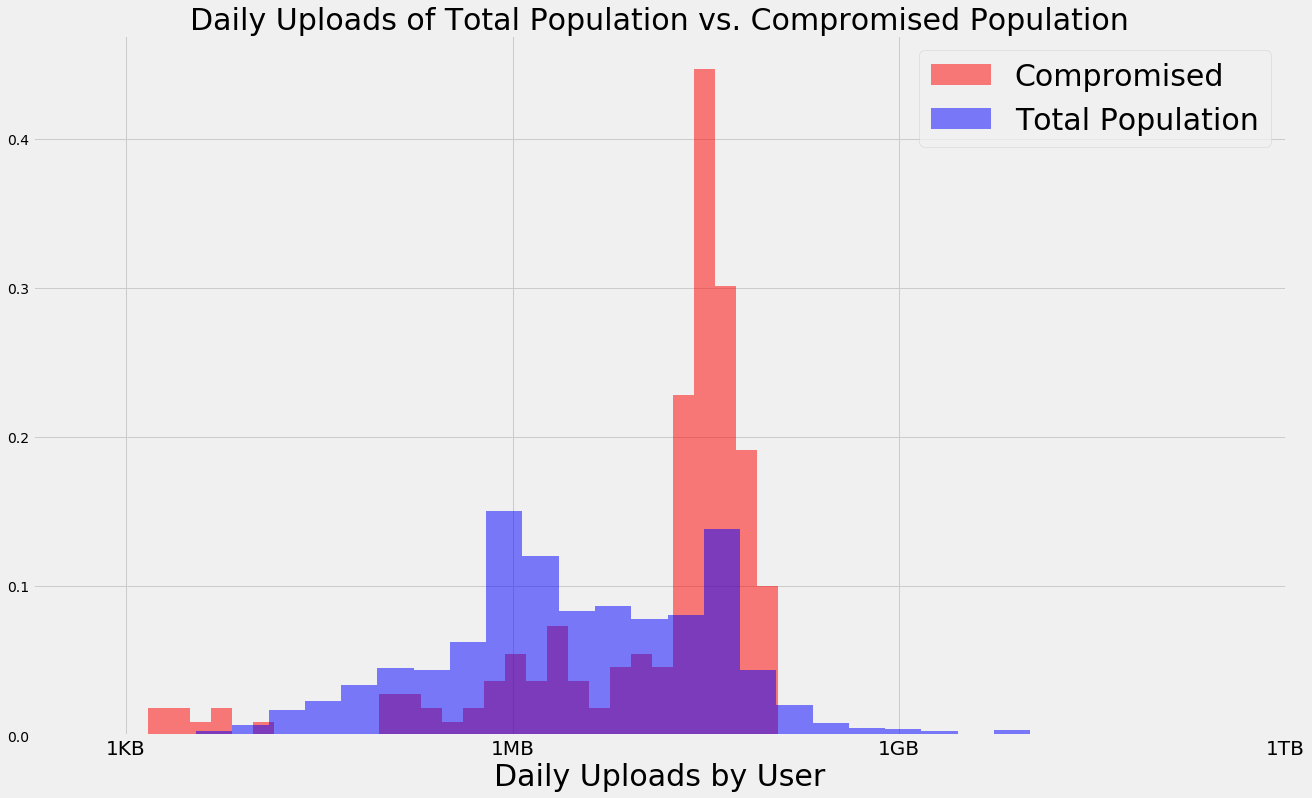 Daily Uploads of Total Population vs. Compromised Population
Compromised
Total Population
0.4
0.3
0.2
0.1
0.0
1KB 1MB 1GB 1TB
Daily Uploads by User